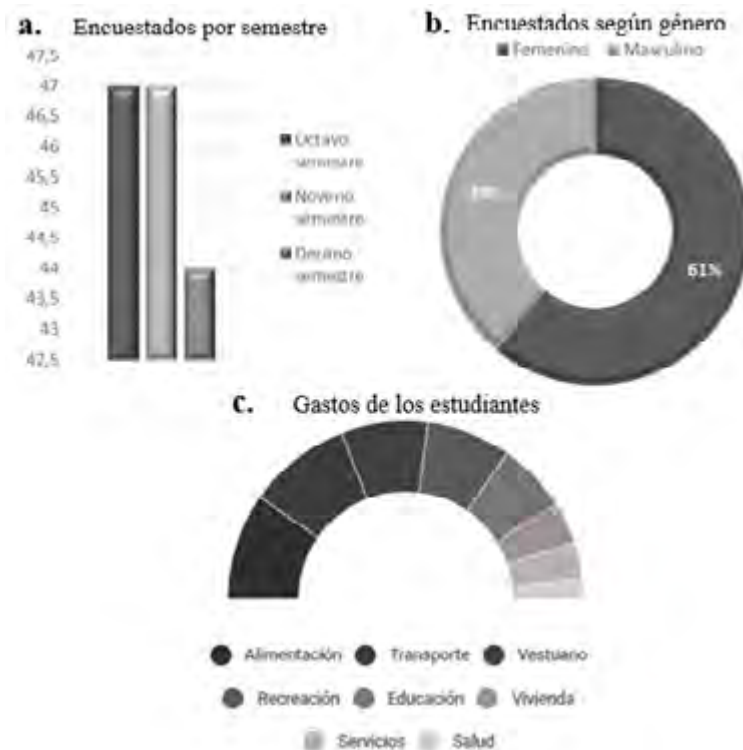 a. Encuestados por semestre
47,5
47
46,5
46
45,5
45
44,5
44
43,5
43
42,5
Octavo
semestre
Noveno
semestre
Decimo
semestre
b. Encuestados según género
Femenino Masculino
61%
c. Gastos de los estudiantes
Alimentación Transporte Vestuario
Recreación Educación Vivienda
Servicios Salud